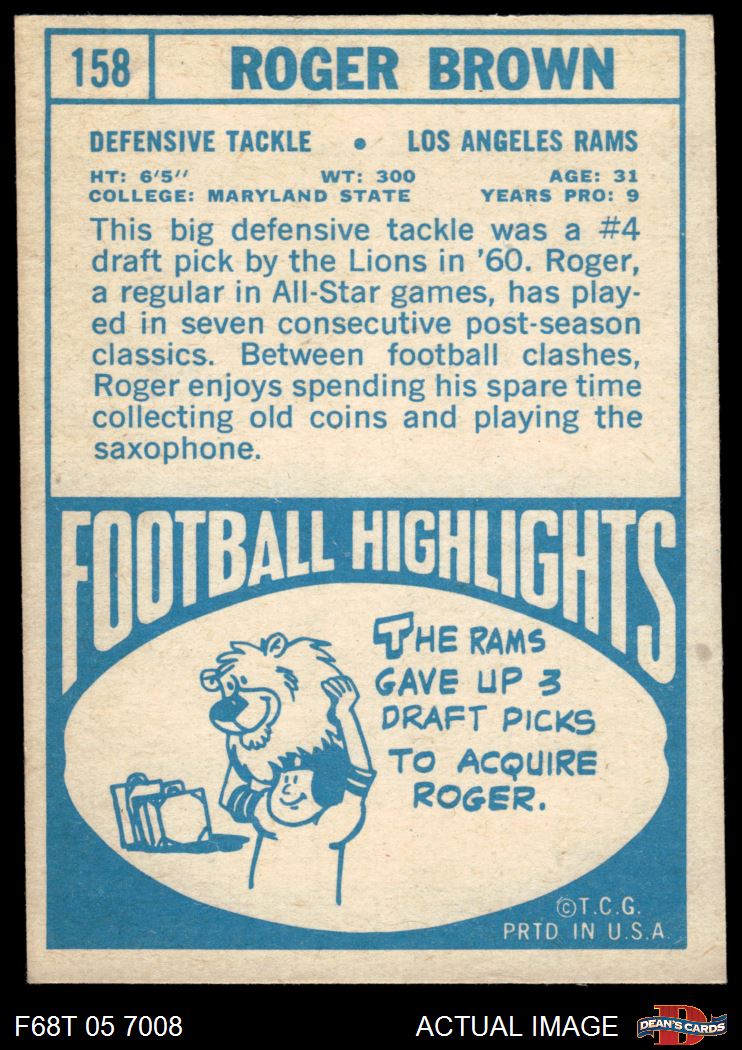 158 ROGER BROWN
DEFENSIVE TACKLE • LOS ANGELES RAMS
HT: 6'5" WT: 300 AGE: 31
COLLEGE: MARYLAND STATE YEARS PRO: 9
This big defensive tackle was a #4
draft pick by the Lions in '60. Roger,
a regular in All-Star games, has play-
ed in seven consecutive post-season
classics. Between football clashes,
Roger enjoys spending his spare time
collecting old coins and playing the
saxophone.
FOOTBALL HIGHLIGHTS
THE RAMS
GAVE UP 3
DRAFT PICKS
TO ACQUIRE
ROGER.
©T.C.G.
PRTD IN U.S.A.
F68T 05 7008 ACTUAL IMAGE DEAN'S CARDS